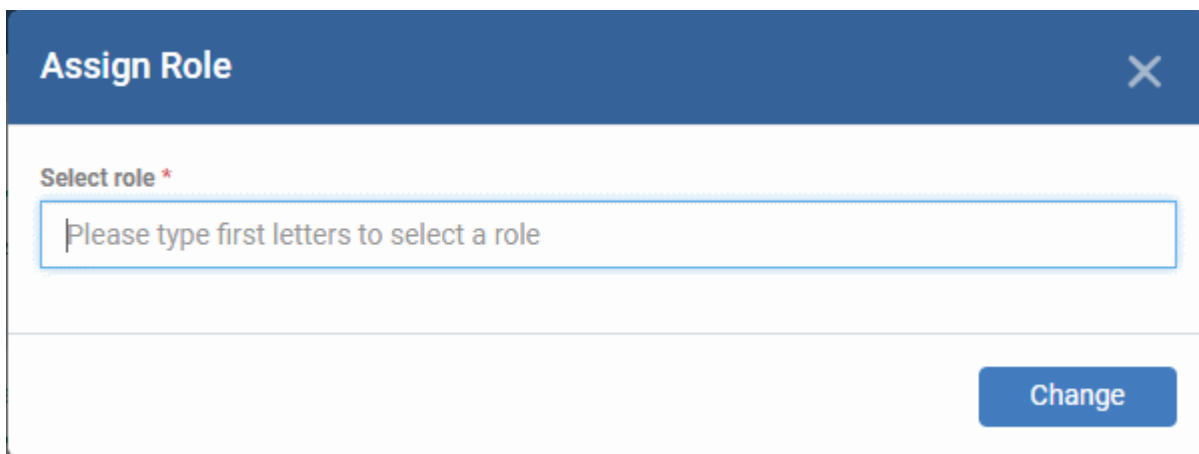 Assign Role
Select role *
Please type first letters to select a role
Change